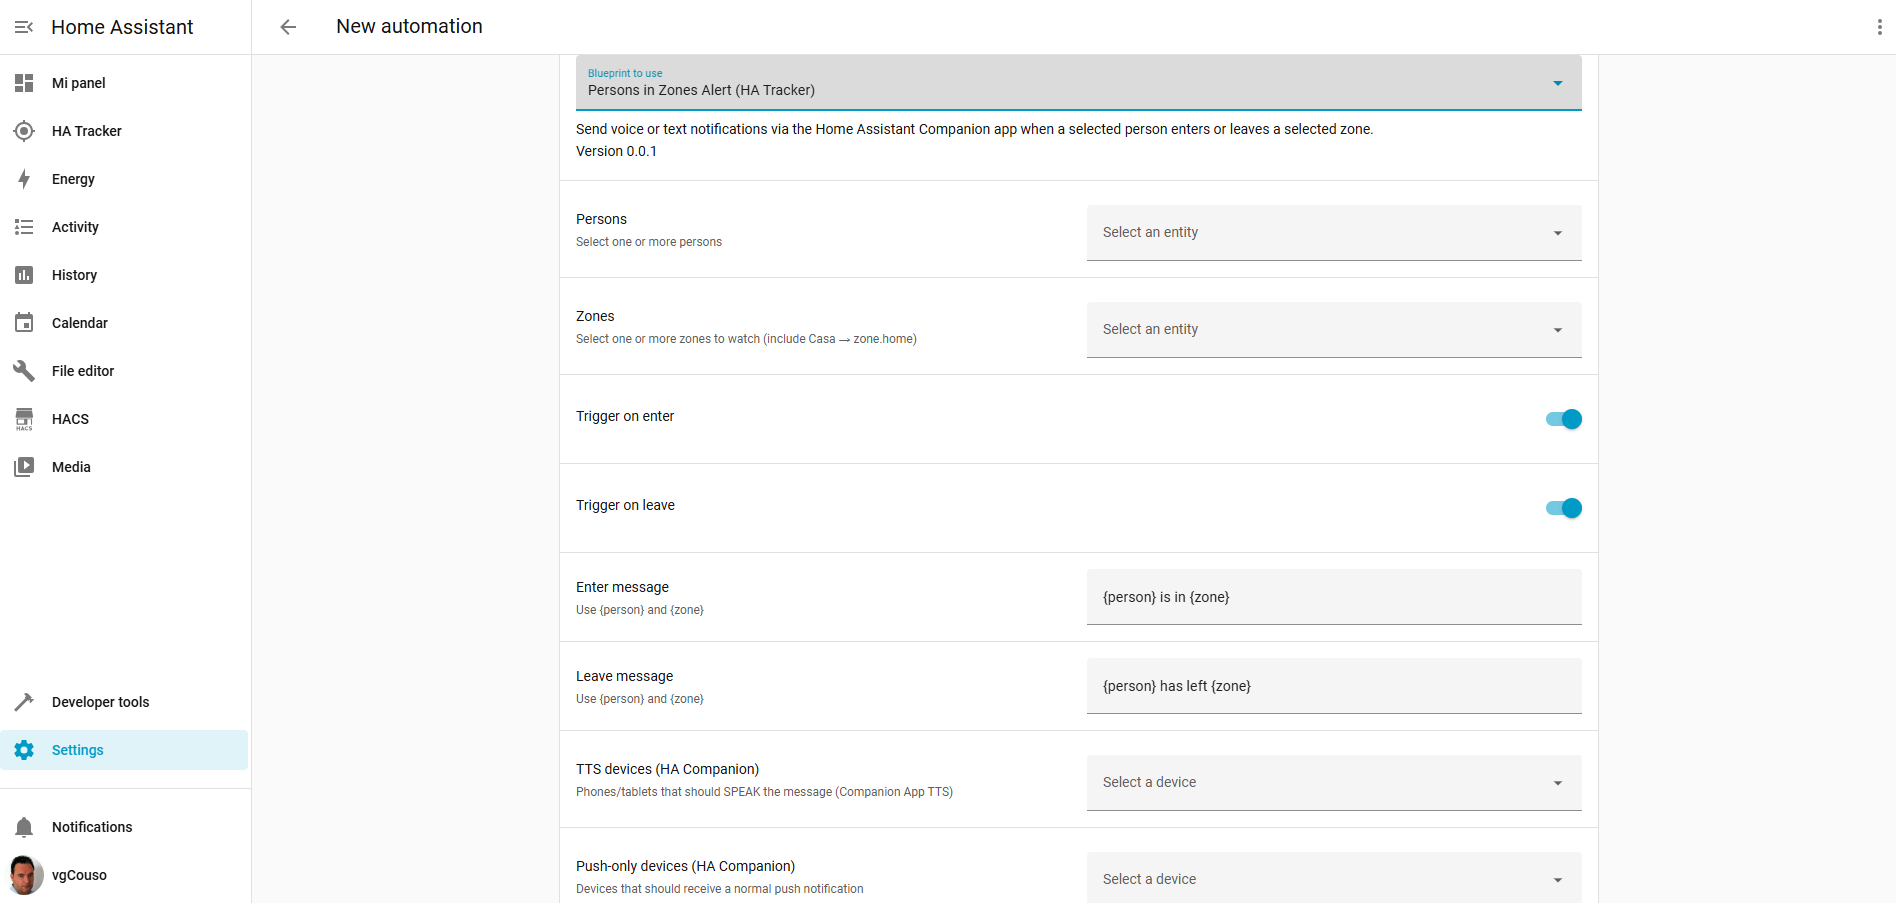 Home Assistant
New automation
Mi panel
HA Tracker
Energy
Activity
History
Calendar
File editor
HACS
HACS
Media
Developer tools
Settings
Notifications
vgCouso
Blueprint to use
Persons in Zones Alert (HA Tracker)
Send voice or text notifications via the Home Assistant Companion app when a selected person enters or leaves a selected zone.
Version 0.0.1
Persons
Select one or more persons
Select an entity
Zones
Select one or more zones to watch (include Casa → zone.home)
Select an entity
Trigger on enter
Trigger on leave
Enter message
Use {person} and {zone}
{person} is in {zone}
Leave message
Use {person} and {zone}
{person} has left {zone}
TTS devices (HA Companion)
Phones/tablets that should SPEAK the message (Companion App TTS)
Select a device
Push-only devices (HA Companion)
Devices that should receive a normal push notification
Select a device